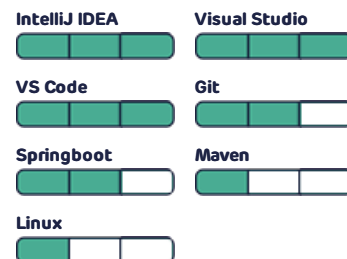 IntelliJ IDEA
Visual Studio
VS Code
Git
Springboot
Maven
Linux